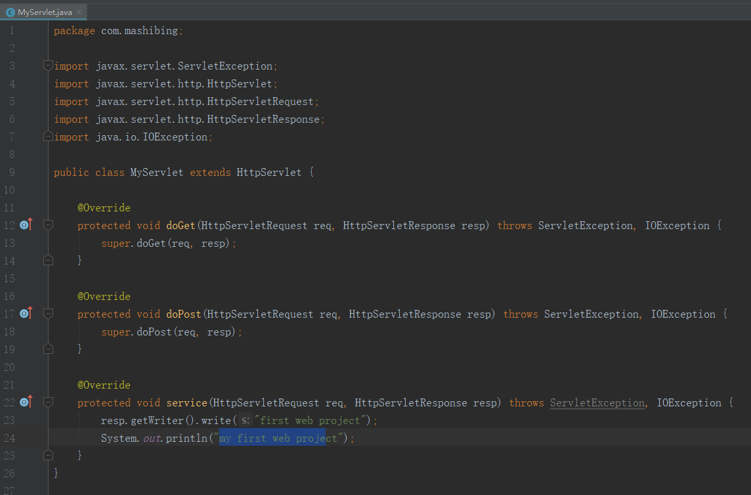 MyServlet.java
1 package com.mashibing;
2
3 import javax.servlet.ServletException;
4 import javax.servlet.http.HttpServlet;
5 import javax.servlet.http.HttpServletRequest;
6 import javax.servlet.http.HttpServletResponse;
7 import java.io.IOException;
8
9 public class MyServlet extends HttpServlet {
10
11 @Override
12 protected void doGet(HttpServletRequest req, HttpServletResponse resp) throws ServletException, IOException {
13 super.doGet(req, resp);
14 }
15
16 @Override
17 protected void doPost(HttpServletRequest req, HttpServletResponse resp) throws ServletException, IOException {
18 super.doPost(req, resp);
19 }
20
21 @Override
22 protected void service(HttpServletRequest req, HttpServletResponse resp) throws ServletException, IOException {
23 resp.getWriter().write( s: "first web project");
24 System.out.println("my first web project");
25 }
26 }
27